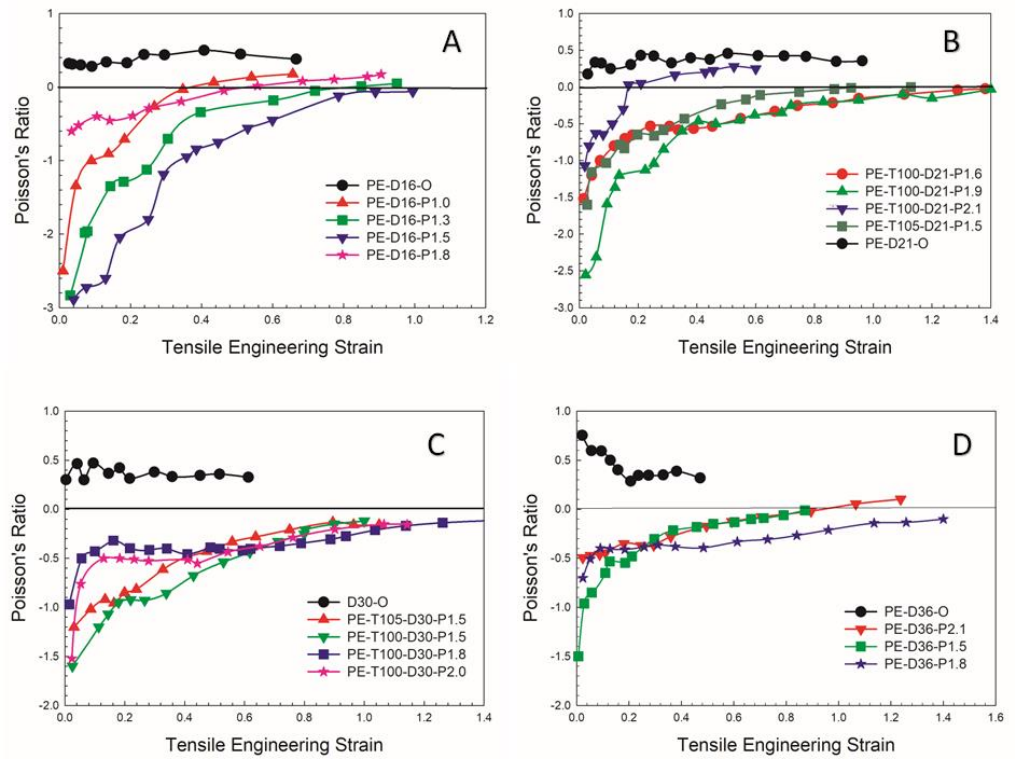 A
1
0
-1
-2
-3
0.0 0.2 0.4 0.6 0.8 1.0 1.2
Poisson's Ratio
Tensile Engineering Strain
PE-D16-O
PE-D16-P1.0
PE-D16-P1.3
PE-D16-P1.5
PE-D16-P1.8
B
1.0
0.5
0.0
-0.5
-1.0
-1.5
-2.0
-2.5
-3.0
0.0 0.2 0.4 0.6 0.8 1.0 1.2 1.4
Poisson's Ratio
Tensile Engineering Strain
PE-T100-D21-P1.6
PE-T100-D21-P1.9
PE-T100-D21-P2.1
PE-T105-D21-P1.5
PE-D21-O
C
1.0
0.5
0.0
-0.5
-1.0
-1.5
-2.0
0.0 0.2 0.4 0.6 0.8 1.0 1.2 1.4
Poisson's Ratio
Tensile Engineering Strain
D30-O
PE-T105-D30-P1.5
PE-T100-D30-P1.5
PE-T100-D30-P1.8
PE-T100-D30-P2.0
D
1.0
0.5
0.0
-0.5
-1.0
-1.5
-2.0
0.0 0.2 0.4 0.6 0.8 1.0 1.2 1.4 1.6
Poisson's Ratio
Tensile Engineering Strain
PE-D36-O
PE-D36-P2.1
PE-D36-P1.5
PE-D36-P1.8